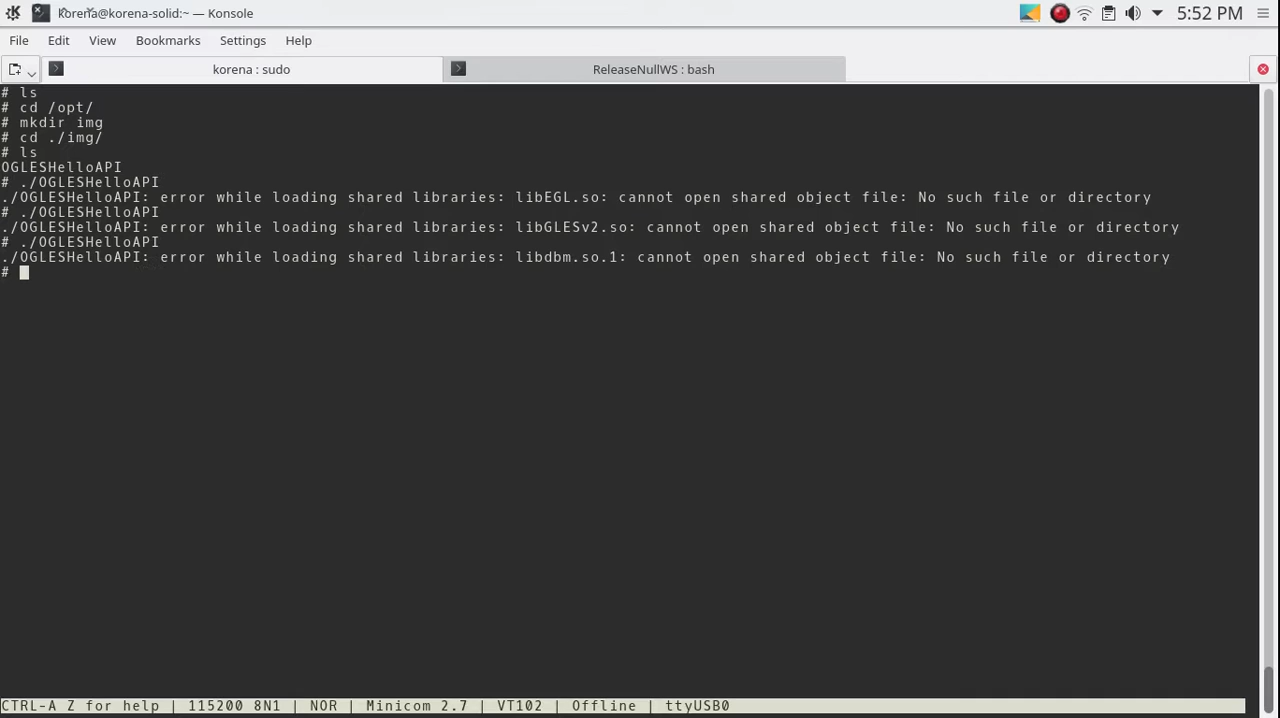 korena@korena-solid:~ — Konsole
5:52 PM
File Edit View Bookmarks Settings Help
korena : sudo
ReleaseNullWS : bash
# ls
# cd /opt/
# mkdir img
# cd ./img/
# ls
OGLESHelloAPI
# ./OGLESHelloAPI
./OGLESHelloAPI: error while loading shared libraries: libEGL.so: cannot open shared object file: No such file or directory
# ./OGLESHelloAPI
./OGLESHelloAPI: error while loading shared libraries: libGLESv2.so: cannot open shared object file: No such file or directory
# ./OGLESHelloAPI
./OGLESHelloAPI: error while loading shared libraries: libdbm.so.1: cannot open shared object file: No such file or directory
#
CTRL-A Z for help | 115200 8N1 | NOR | Minicom 2.7 | VT102 | Offline | ttyUSB0